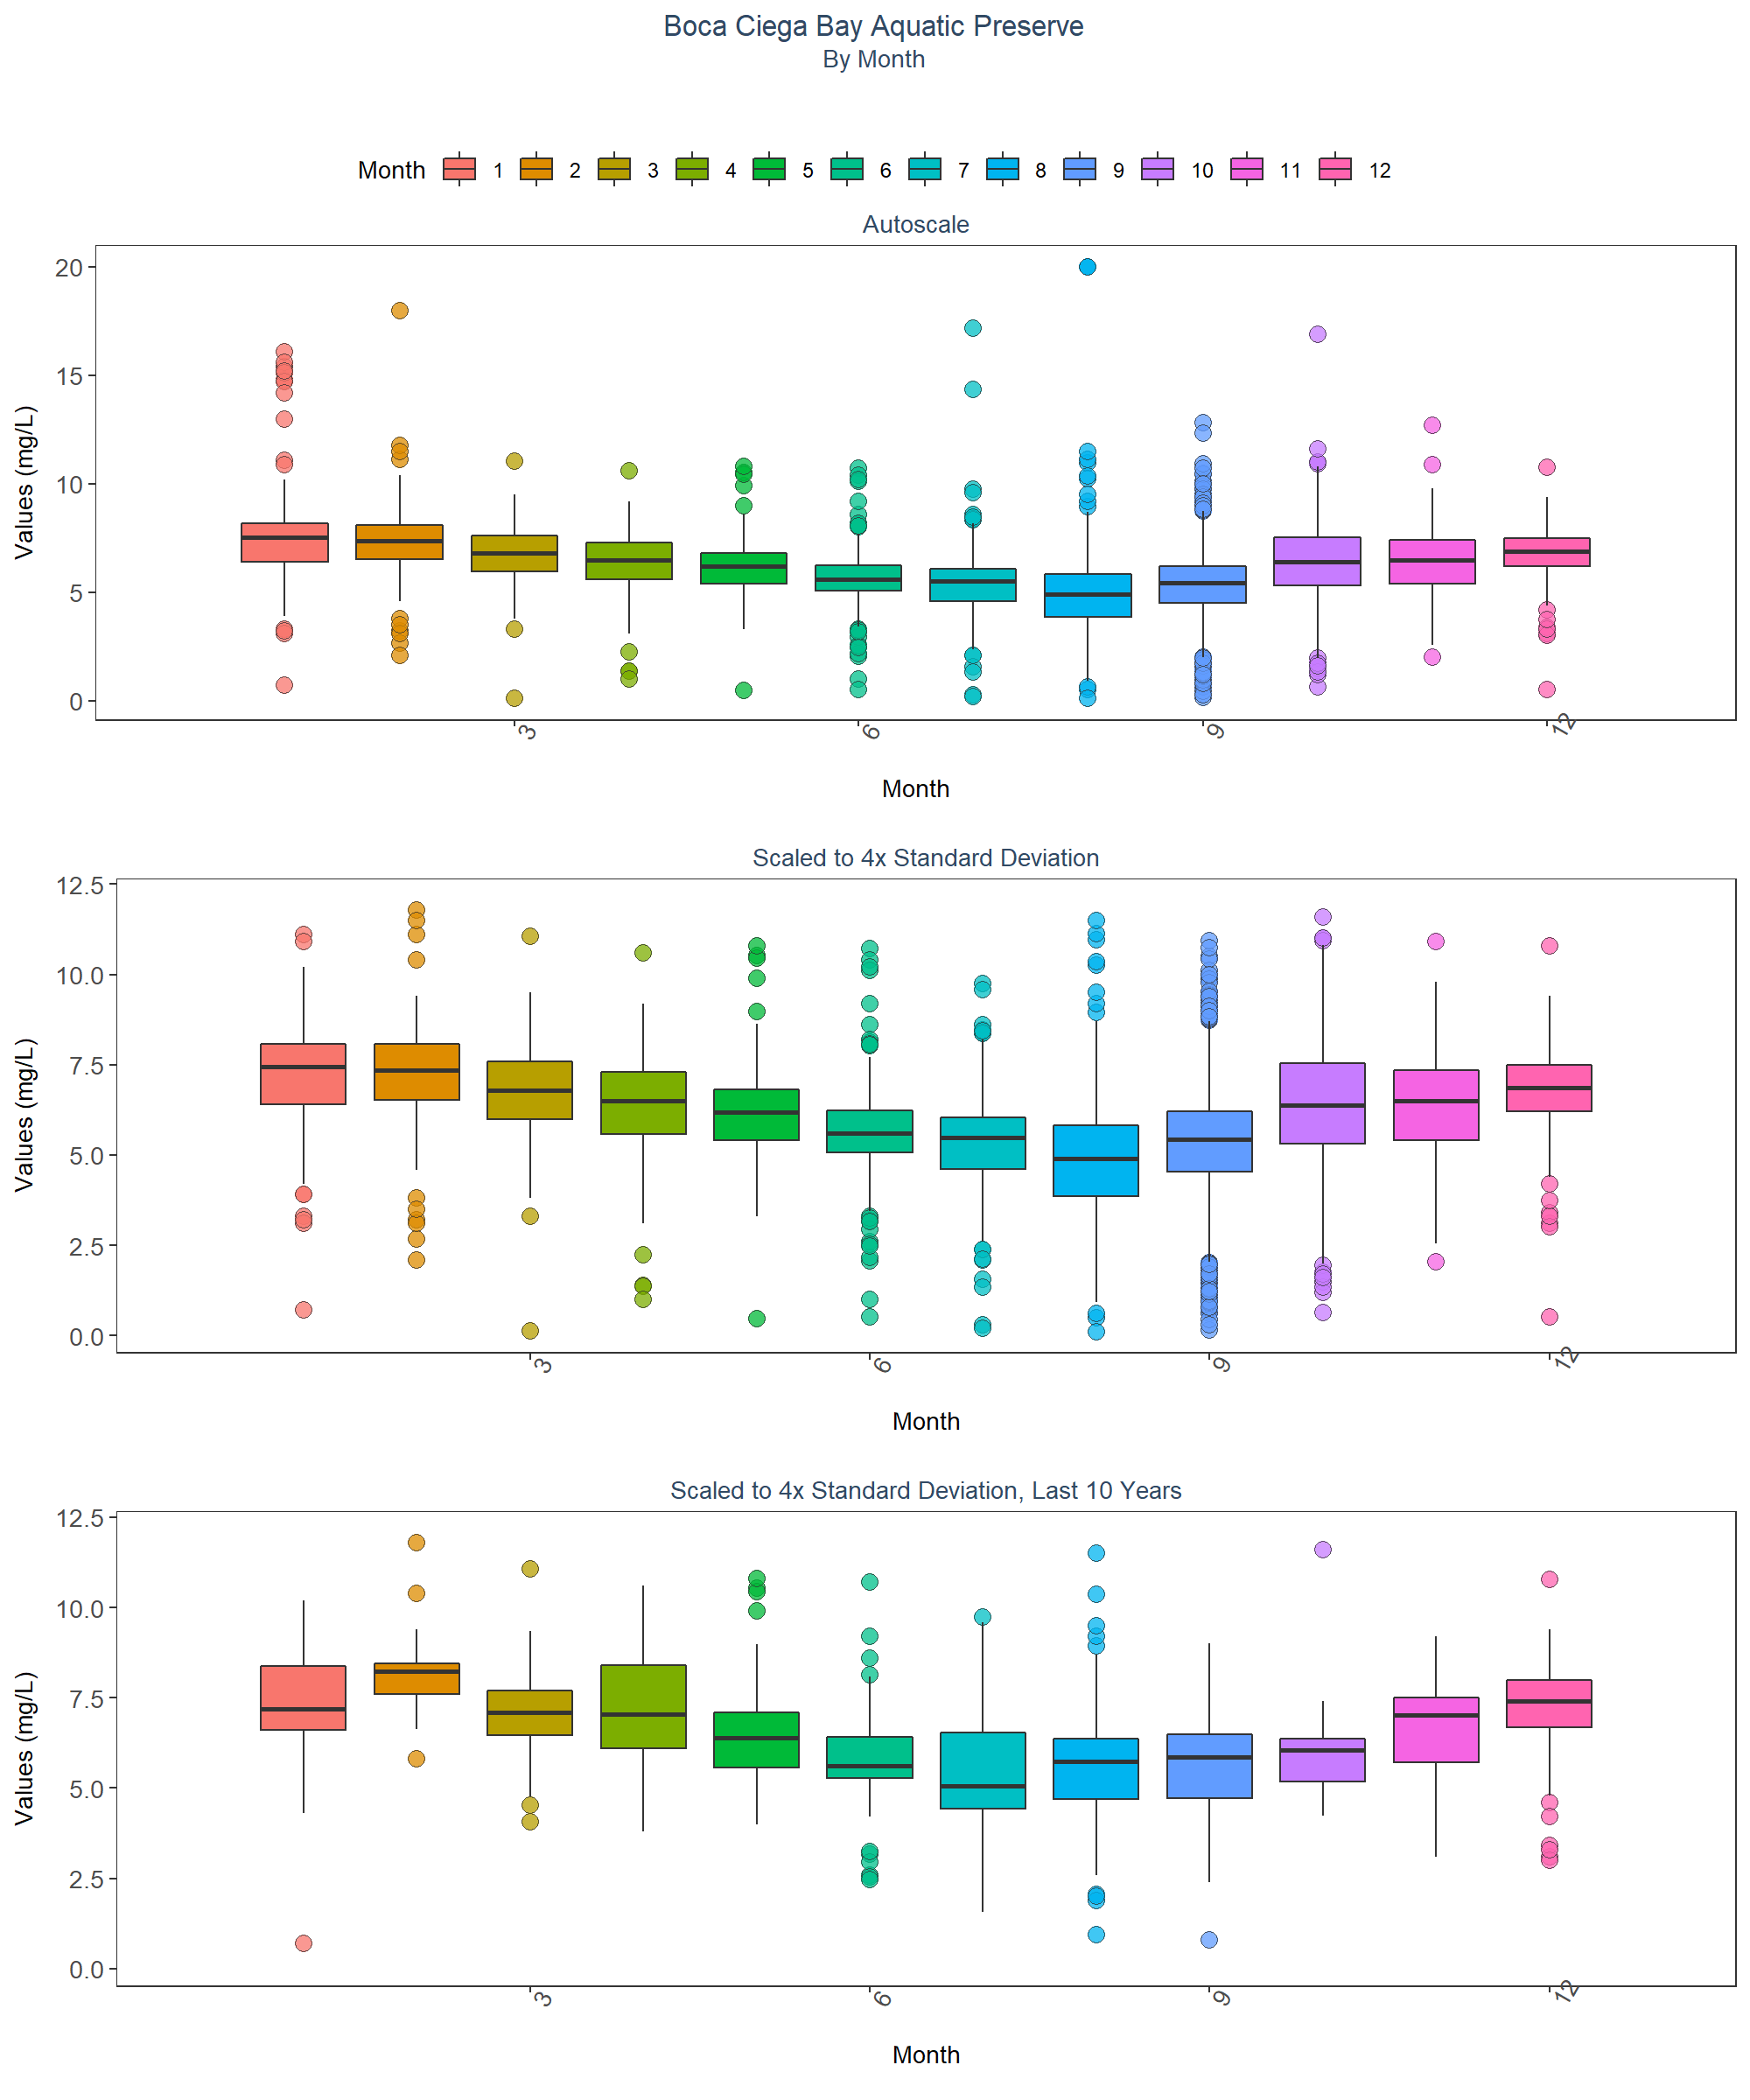 Boca Ciega Bay Aquatic Preserve
By Month
Month 1 2 3 4 5 6 7 8 9 10 11 12
Autoscale
Values (mg/L)
20
15
10
5
0
3 6 9 12
Month
Scaled to 4x Standard Deviation
Values (mg/L)
12.5
10.0
7.5
5.0
2.5
0.0
3 6 9 12
Month
Scaled to 4x Standard Deviation, Last 10 Years
Values (mg/L)
12.5
10.0
7.5
5.0
2.5
0.0
3 6 9 12
Month